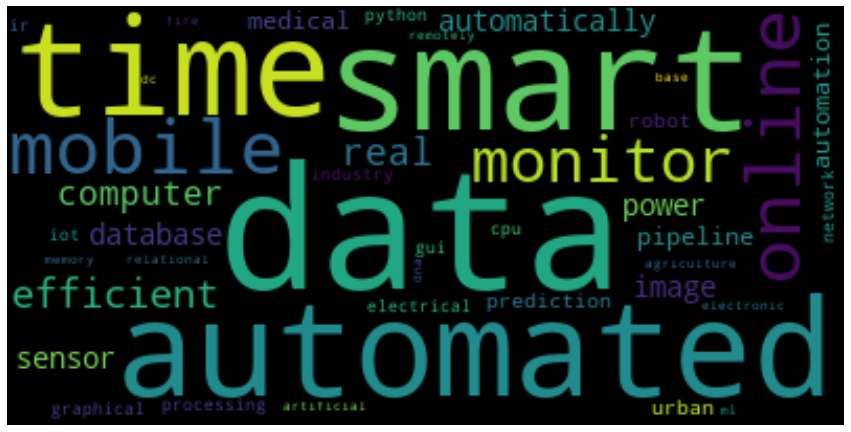 ir
fire
medical
python
automatically
remotely
time
smart
online
automation
dc
base
robot
mobile
real
monitor
industry
computer
data
power
network
iot
database
gui
cpu
pipeline
memory
relational
dna
agriculture
efficient
image
electrical
prediction
electronic
automated
sensor
graphical
processing
artificial
urban
ml